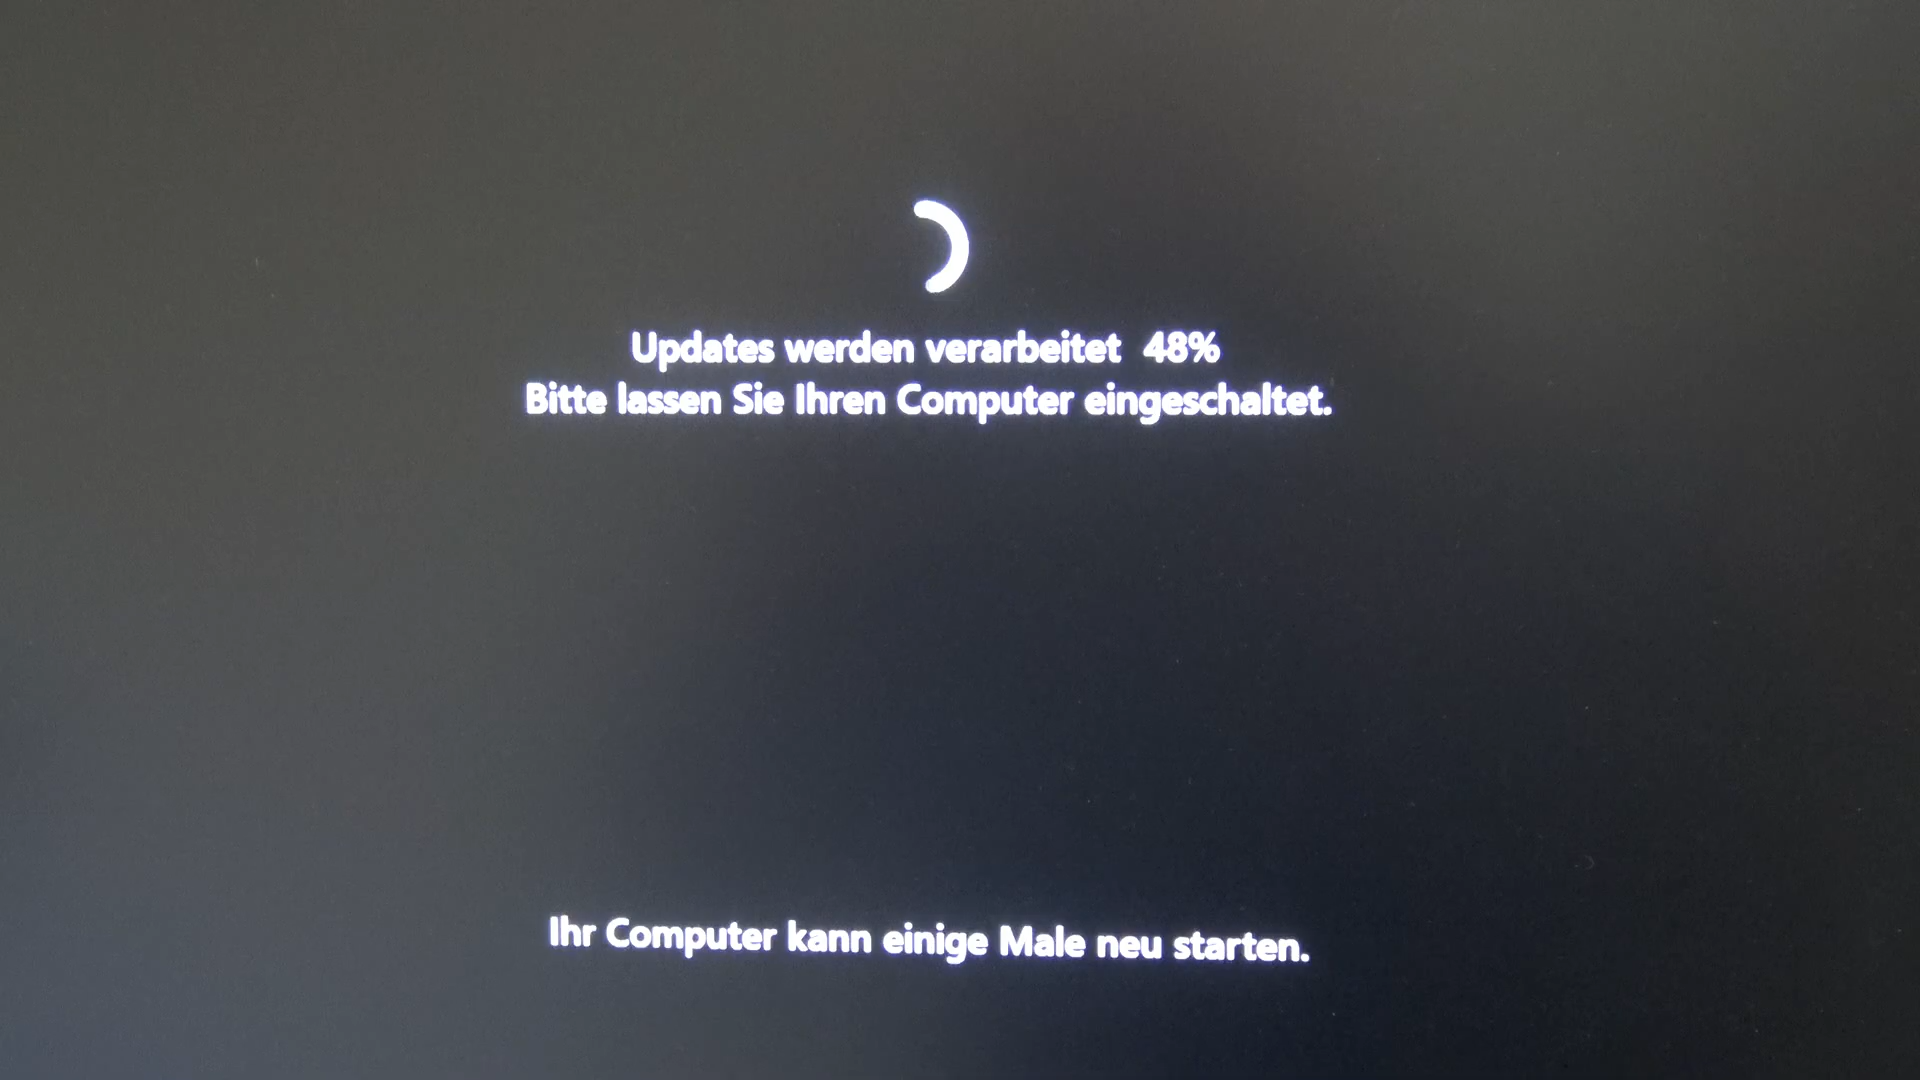 Updates werden verarbeitet 48%
Bitte lassen Sie Ihren Computer eingeschaltet.
Ihr Computer kann einige Male neu starten.